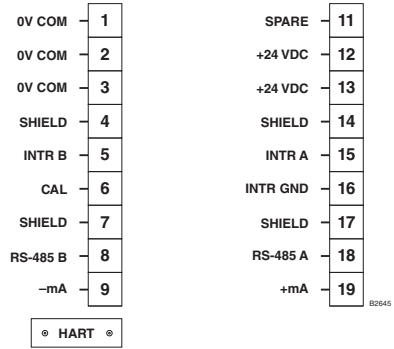 0V COM – 1
0V COM – 2
0V COM – 3
SHIELD – 4
INTR B – 5
CAL – 6
SHIELD – 7
RS-485 B – 8
–mA – 9
HART
SPARE – 11
+24 VDC – 12
+24 VDC – 13
SHIELD – 14
INTR A – 15
INTR GND – 16
SHIELD – 17
RS-485 A – 18
+mA – 19
B2645